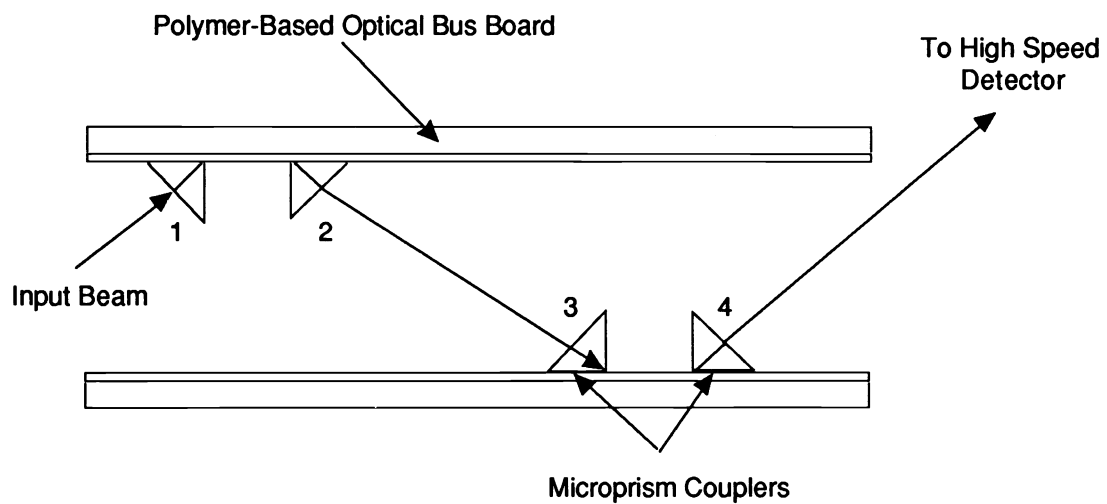 Polymer-Based Optical Bus Board
To High Speed
Detector
1
2
Input Beam
3
4
Microprism Couplers